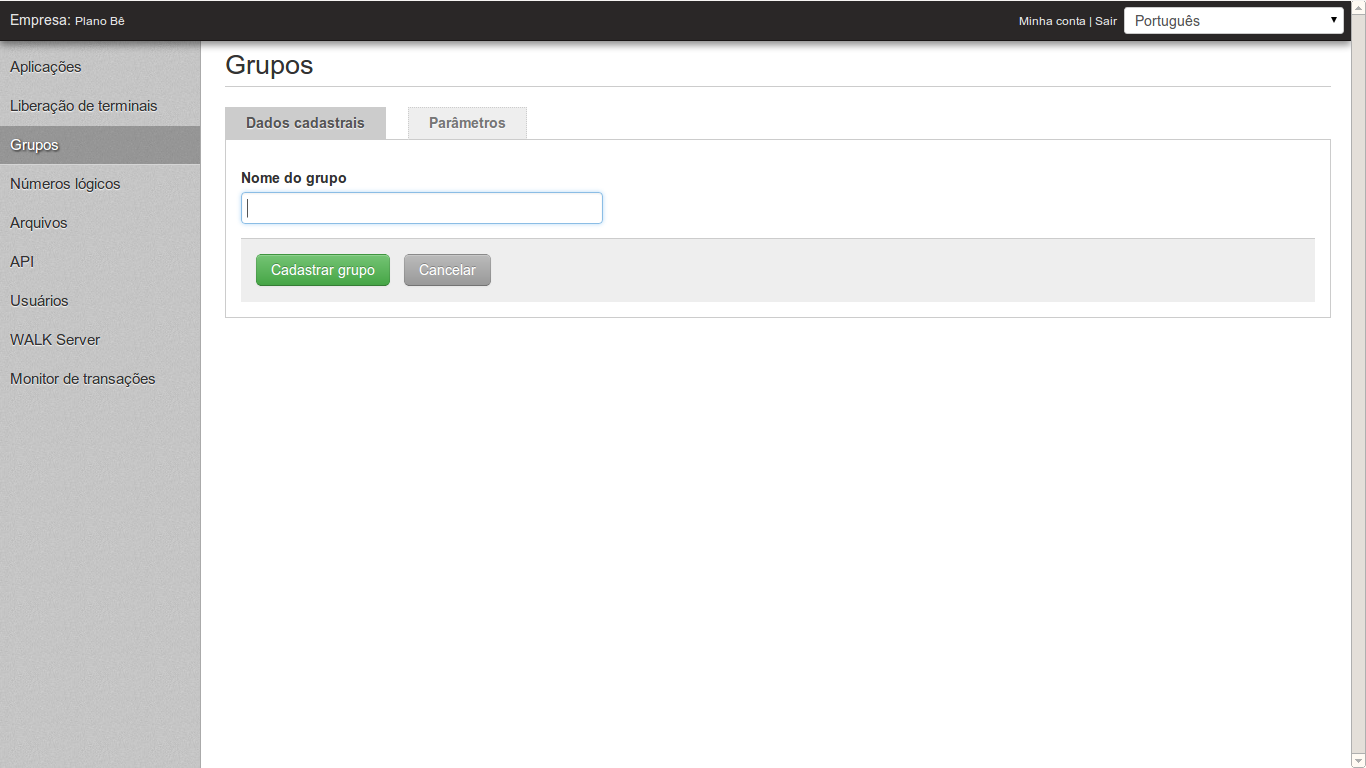 Empresa: Plano Bê
Minha conta | Sair
Português
Aplicações
Liberação de terminais
Grupos
Números lógicos
Arquivos
API
Usuários
WALK Server
Monitor de transações
Grupos
Dados cadastrais
Parâmetros
Nome do grupo
Cadastrar grupo
Cancelar